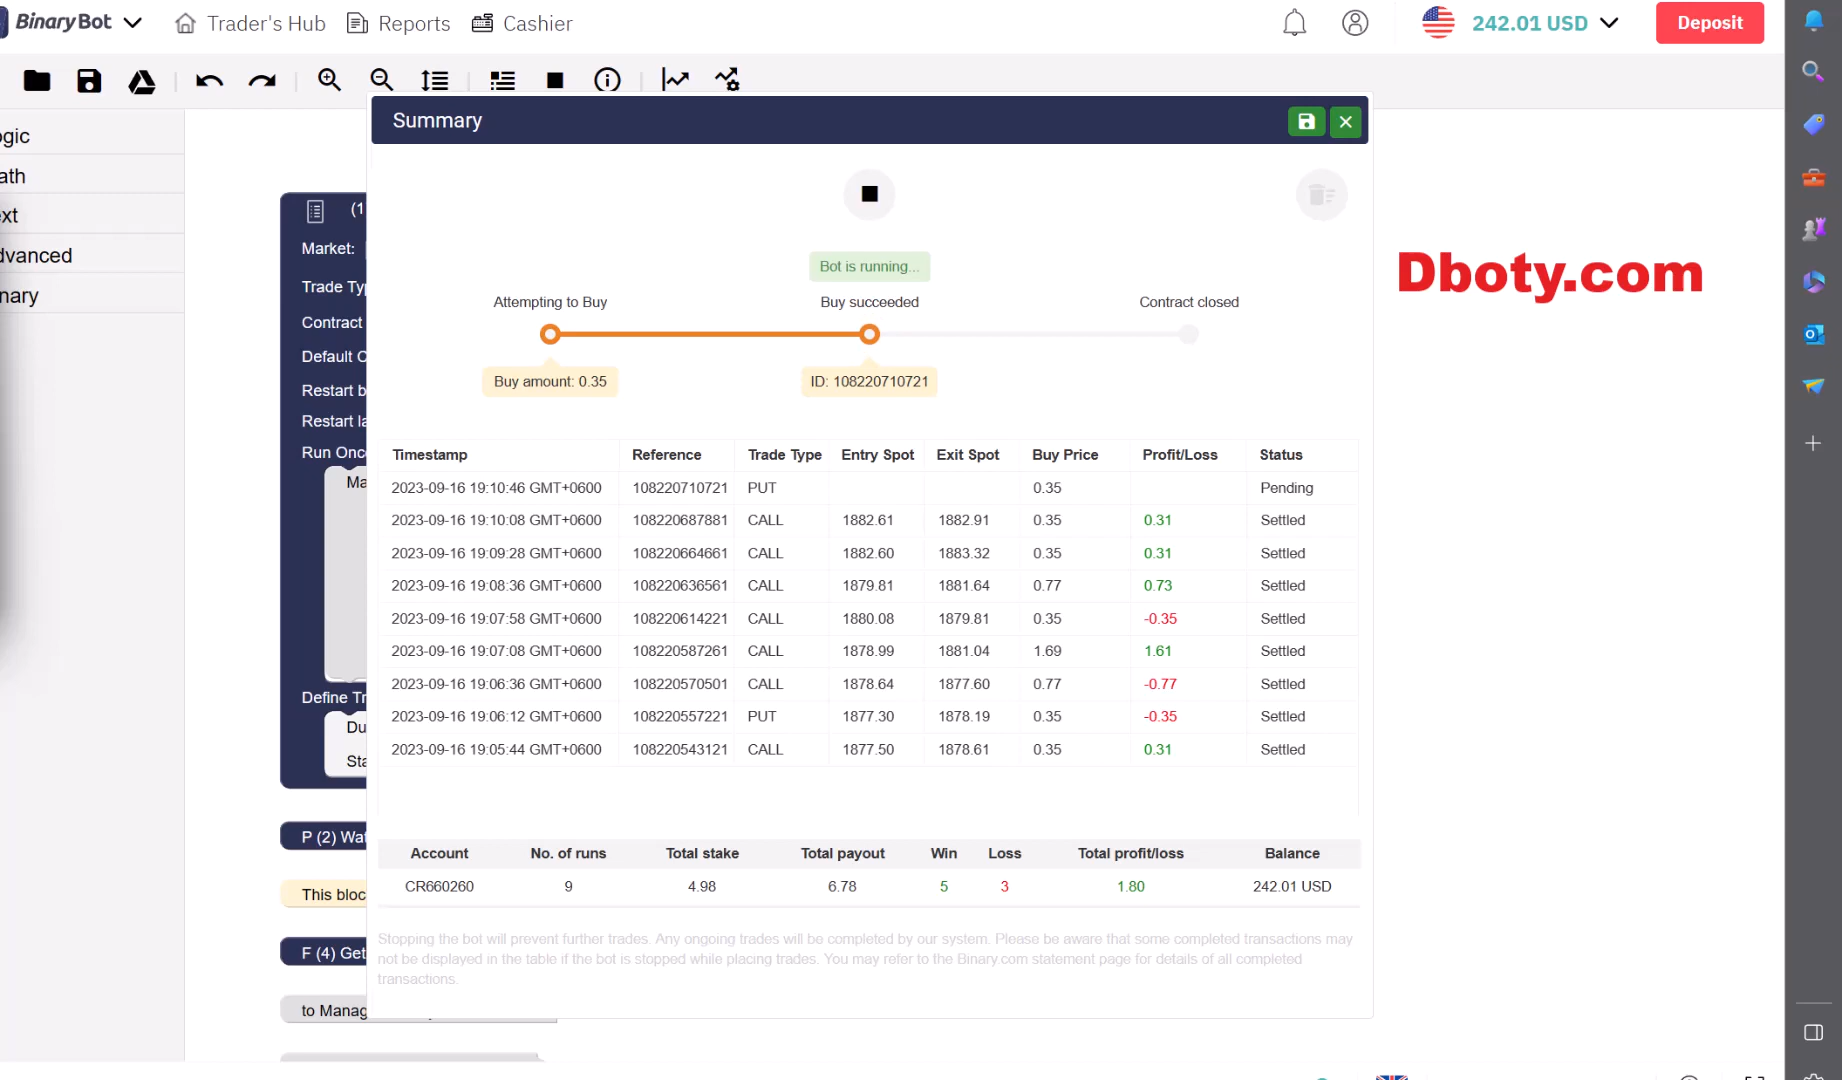 BinaryBot Trader's Hub Reports Cashier 242.01 USD Deposit
Summary
ogic
ath
ext
dvanced
nary
(1
Market:
Trade Typ
Contract
Default C
Restart b
Restart la
Run Once
Ma
Define Tr
Du
Sta
P (2) Wat
This bloc
F (4) Get
to Manag
Bot is running...
Attempting to Buy Buy succeeded Contract closed
Buy amount: 0.35 ID: 108220710721
Dboty.com
Timestamp Reference Trade Type Entry Spot Exit Spot Buy Price Profit/Loss Status
2023-09-16 19:10:46 GMT+0600 108220710721 PUT 0.35 Pending
2023-09-16 19:10:08 GMT+0600 108220687881 CALL 1882.61 1882.91 0.35 0.31 Settled
2023-09-16 19:09:28 GMT+0600 108220664661 CALL 1882.60 1883.32 0.35 0.31 Settled
2023-09-16 19:08:36 GMT+0600 108220636561 CALL 1879.81 1881.64 0.77 0.73 Settled
2023-09-16 19:07:58 GMT+0600 108220614221 CALL 1880.08 1879.81 0.35 -0.35 Settled
2023-09-16 19:07:08 GMT+0600 108220587261 CALL 1878.99 1881.04 1.69 1.61 Settled
2023-09-16 19:06:36 GMT+0600 108220570501 CALL 1878.64 1877.60 0.77 -0.77 Settled
2023-09-16 19:06:12 GMT+0600 108220557221 PUT 1877.30 1878.19 0.35 -0.35 Settled
2023-09-16 19:05:44 GMT+0600 108220543121 CALL 1877.50 1878.61 0.35 0.31 Settled
Account No. of runs Total stake Total payout Win Loss Total profit/loss Balance
CR660260 9 4.98 6.78 5 3 1.80 242.01 USD
Stopping the bot will prevent further trades. Any ongoing trades will be completed by our system. Please be aware that some completed transactions may
not be displayed in the table if the bot is stopped while placing trades. You may refer to the Binary.com statement page for details of all completed
transactions.